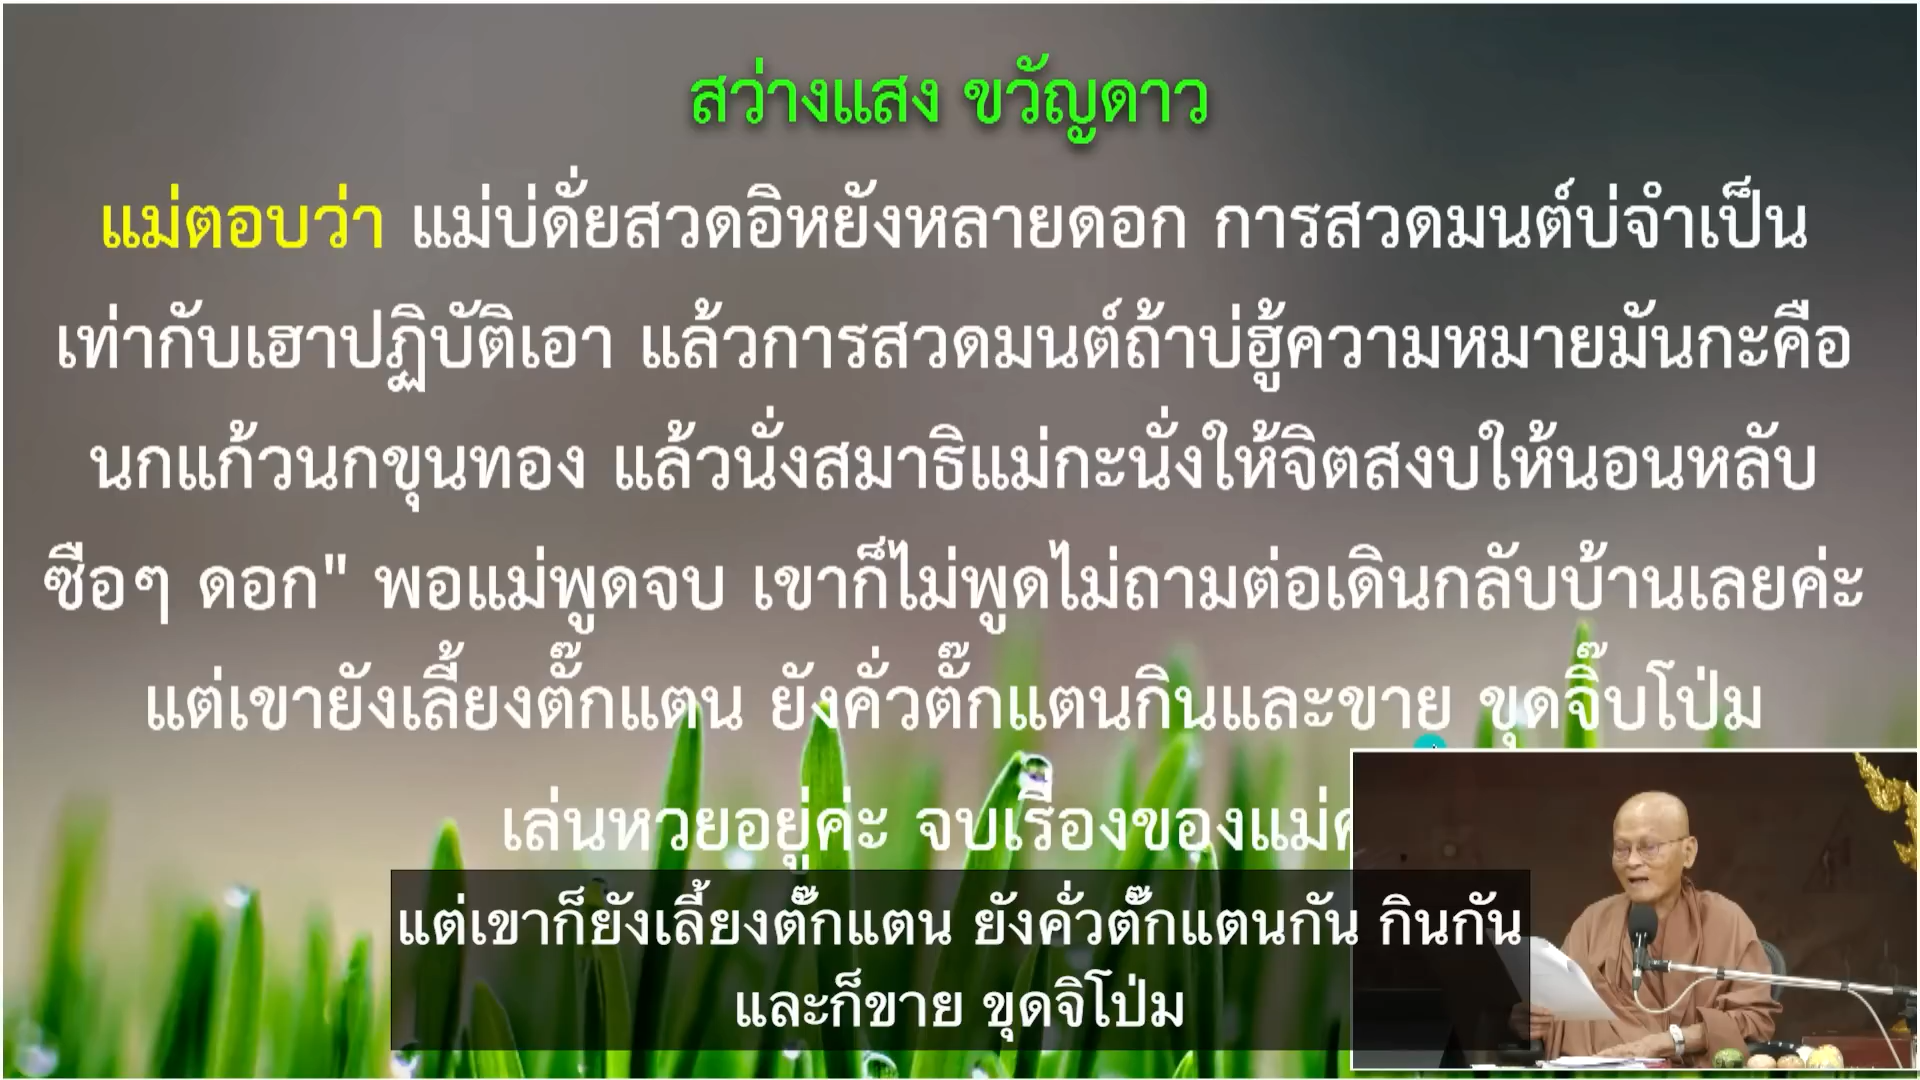 สว่างแสง ขวัญดาว
แม่ตอบว่า แม่บ่ดั่ยสวดอิหยังหลายดอก การสวดมนต์บ่จำเป็น
เท่ากับเฮาปฏิบัติเอา แล้วการสวดมนต์ถ้าบ่ฮู้ความหมายมันกะคือ
นกแก้วนกขุนทอง แล้วนั่งสมาธิแม่กะนั่งให้จิตสงบให้นอนหลับ
ซือๆ ดอก" พอแม่พูดจบ เขาก็ไม่พูดไม่ถามต่อเดินกลับบ้านเลยค่ะ
แต่เขายังเลี้ยงตั๊กแตน ยังคั่วตั๊กแตนกินและขาย ขุดจิ๊บโป่ม
เล่นหวยอยู่ค่ะ จบเรื่องของแม่
แต่เขาก็ยังเลี้ยงตั๊กแตน ยังคั่วตั๊กแตนกัน กินกัน
และก็ขาย ขุดจิโป่ม